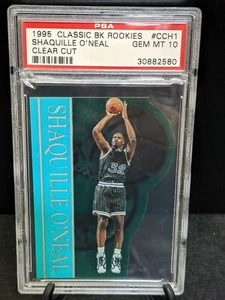 PSA
1995 CLASSIC BK ROOKIES #CCH1
SHAQUILLE O'NEAL GEM MT 10
CLEAR CUT 30882580
SHAQUILLE O'NEAL
32